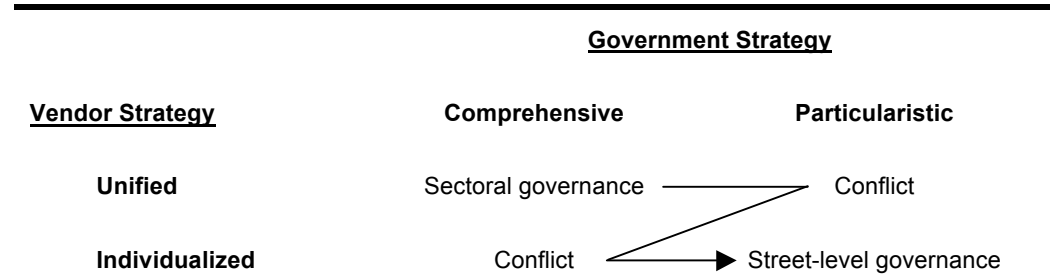 Government Strategy
Vendor Strategy Comprehensive Particularistic
Unified Sectoral governance Conflict
Individualized Conflict Street-level governance